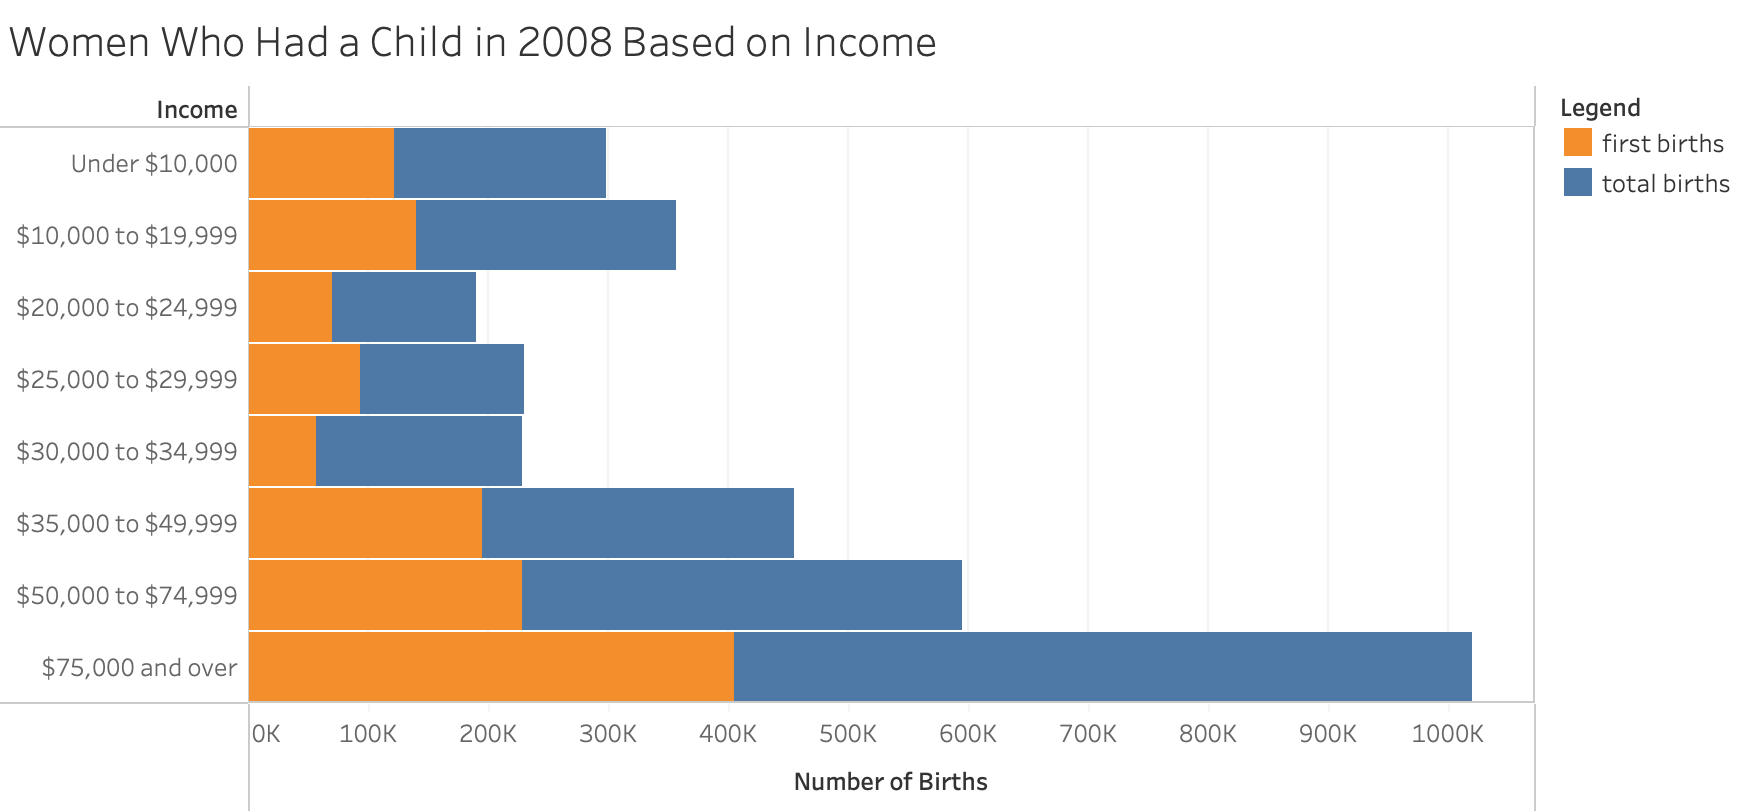 Women Who Had a Child in 2008 Based on Income
Income
Legend
first births
total births
Under $10,000
$10,000 to $19,999
$20,000 to $24,999
$25,000 to $29,999
$30,000 to $34,999
$35,000 to $49,999
$50,000 to $74,999
$75,000 and over
0K 100K 200K 300K 400K 500K 600K 700K 800K 900K 1000K
Number of Births